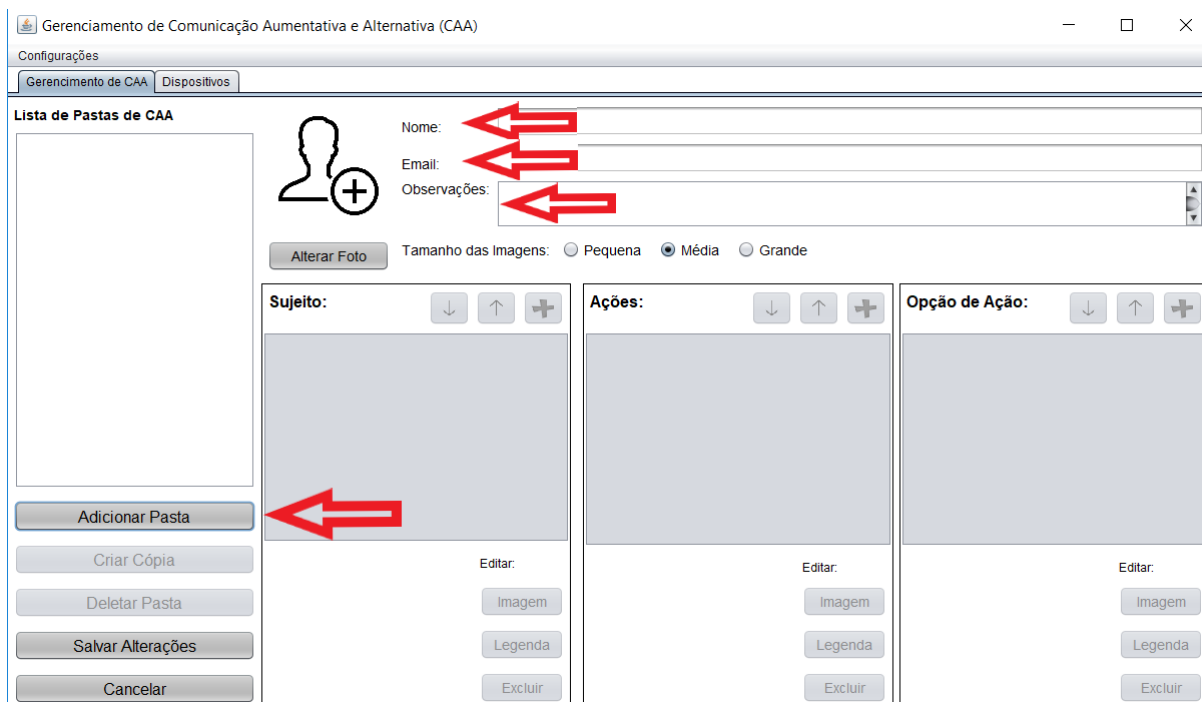 Gerenciamento de Comunicação Aumentativa e Alternativa (CAA)
Configurações
Gerencimento de CAA Dispositivos
Lista de Pastas de CAA
Nome:
Email:
Observações:
Alterar Foto
Tamanho das Imagens: Pequena Média Grande
Sujeito: Ações: Opção de Ação:
Adicionar Pasta
Criar Cópia
Editar: Editar: Editar:
Deletar Pasta
Imagem Imagem Imagem
Salvar Alterações
Legenda Legenda Legenda
Cancelar
Excluir Excluir Excluir